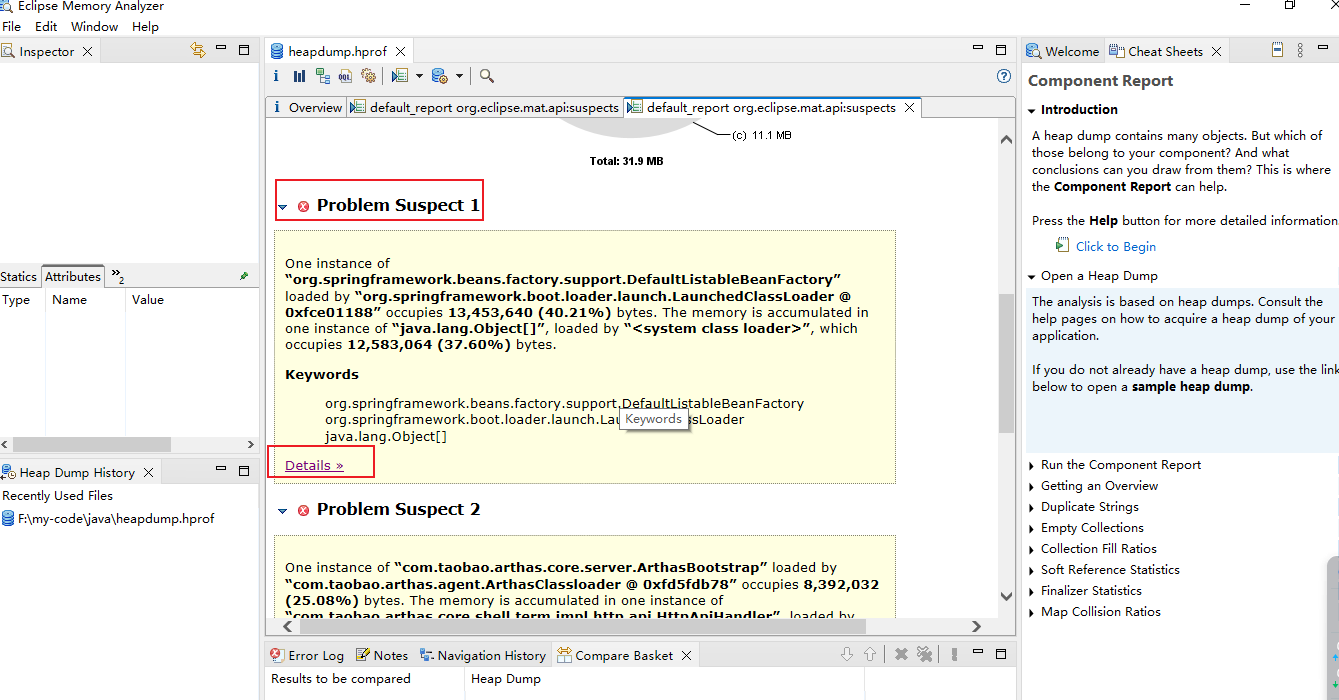 Eclipse Memory Analyzer
File Edit Window Help
Inspector
Statics Attributes »2
Type Name Value
Heap Dump History
Recently Used Files
F:\my-code\java\heapdump.hprof
heapdump.hprof
i OQL
i Overview default_report org.eclipse.mat.api:suspects default_report org.eclipse.mat.api:suspects
(c) 11.1 MB
Total: 31.9 MB
Problem Suspect 1
One instance of
“org.springframework.beans.factory.support.DefaultListableBeanFactory”
loaded by “org.springframework.boot.loader.launch.LaunchedClassLoader @
0xfce01188” occupies 13,453,640 (40.21%) bytes. The memory is accumulated in
one instance of “java.lang.Object[]”, loaded by “<system class loader>”, which
occupies 12,583,064 (37.60%) bytes.
Keywords
org.springframework.beans.factory.support.DefaultListableBeanFactory
Keywords
java.lang.Object[]
Details »
Problem Suspect 2
One instance of “com.taobao.arthas.core.server.ArthasBootstrap” loaded by
“com.taobao.arthas.agent.ArthasClassloader @ 0xfd5fdb78” occupies 8,392,032
(25.08%) bytes. The memory is accumulated in one instance of
“com.taobao.arthas.core.shell.term.impl.http.api.HttpApiHandler”, loaded by
Error Log Notes Navigation History Compare Basket
Results to be compared Heap Dump
Welcome Cheat Sheets
Component Report
Introduction
A heap dump contains many objects. But which of
those belong to your component? And what
conclusions can you draw from them? This is where
the Component Report can help.
Press the Help button for more detailed information.
Click to Begin
Open a Heap Dump
The analysis is based on heap dumps. Consult the
help pages on how to acquire a heap dump of your
application.
If you do not already have a heap dump, use the link
below to open a sample heap dump.
Run the Component Report
Getting an Overview
Duplicate Strings
Empty Collections
Collection Fill Ratios
Soft Reference Statistics
Finalizer Statistics
Map Collision Ratios